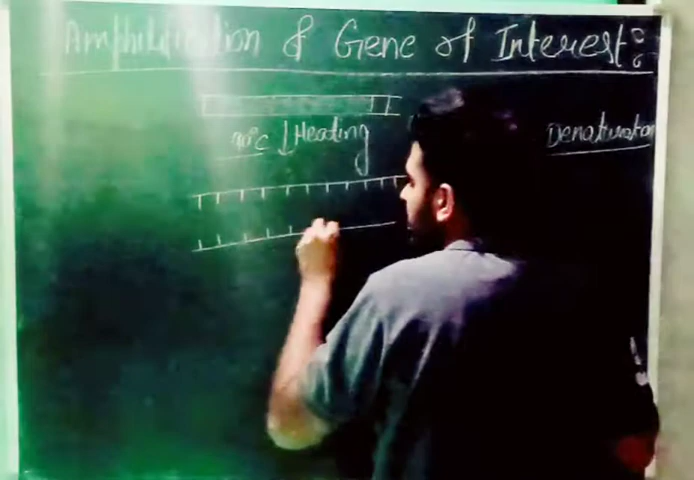 Amplification of Gene of Interest:
90°C ↓Heating
Denaturation